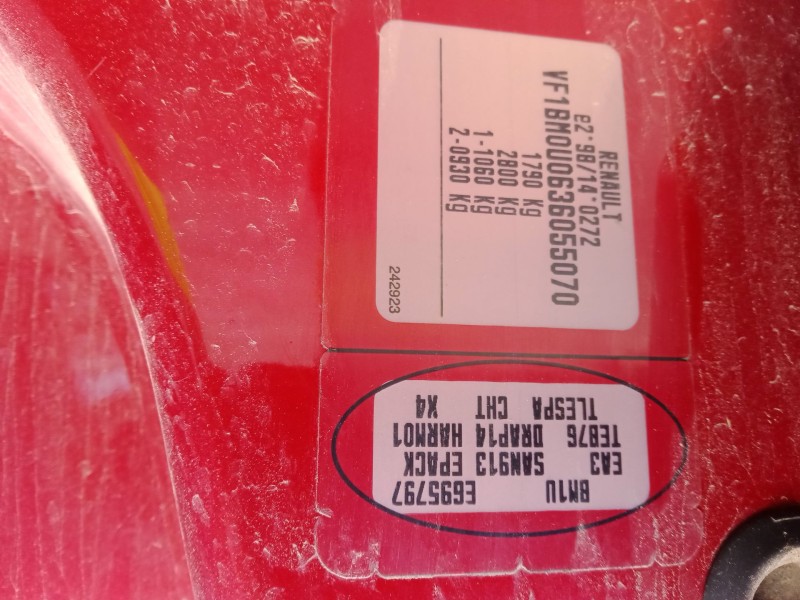 RENAULT
e2*98/14*0272
VF1BM0U0636055070
1790 Kg
2800 Kg
1-1060 Kg
2-0930 Kg
242923
BM1U E695797
EA3 SAN913 EPACK
TE876 DRAP14 HARM01
TLESPA CHT X4